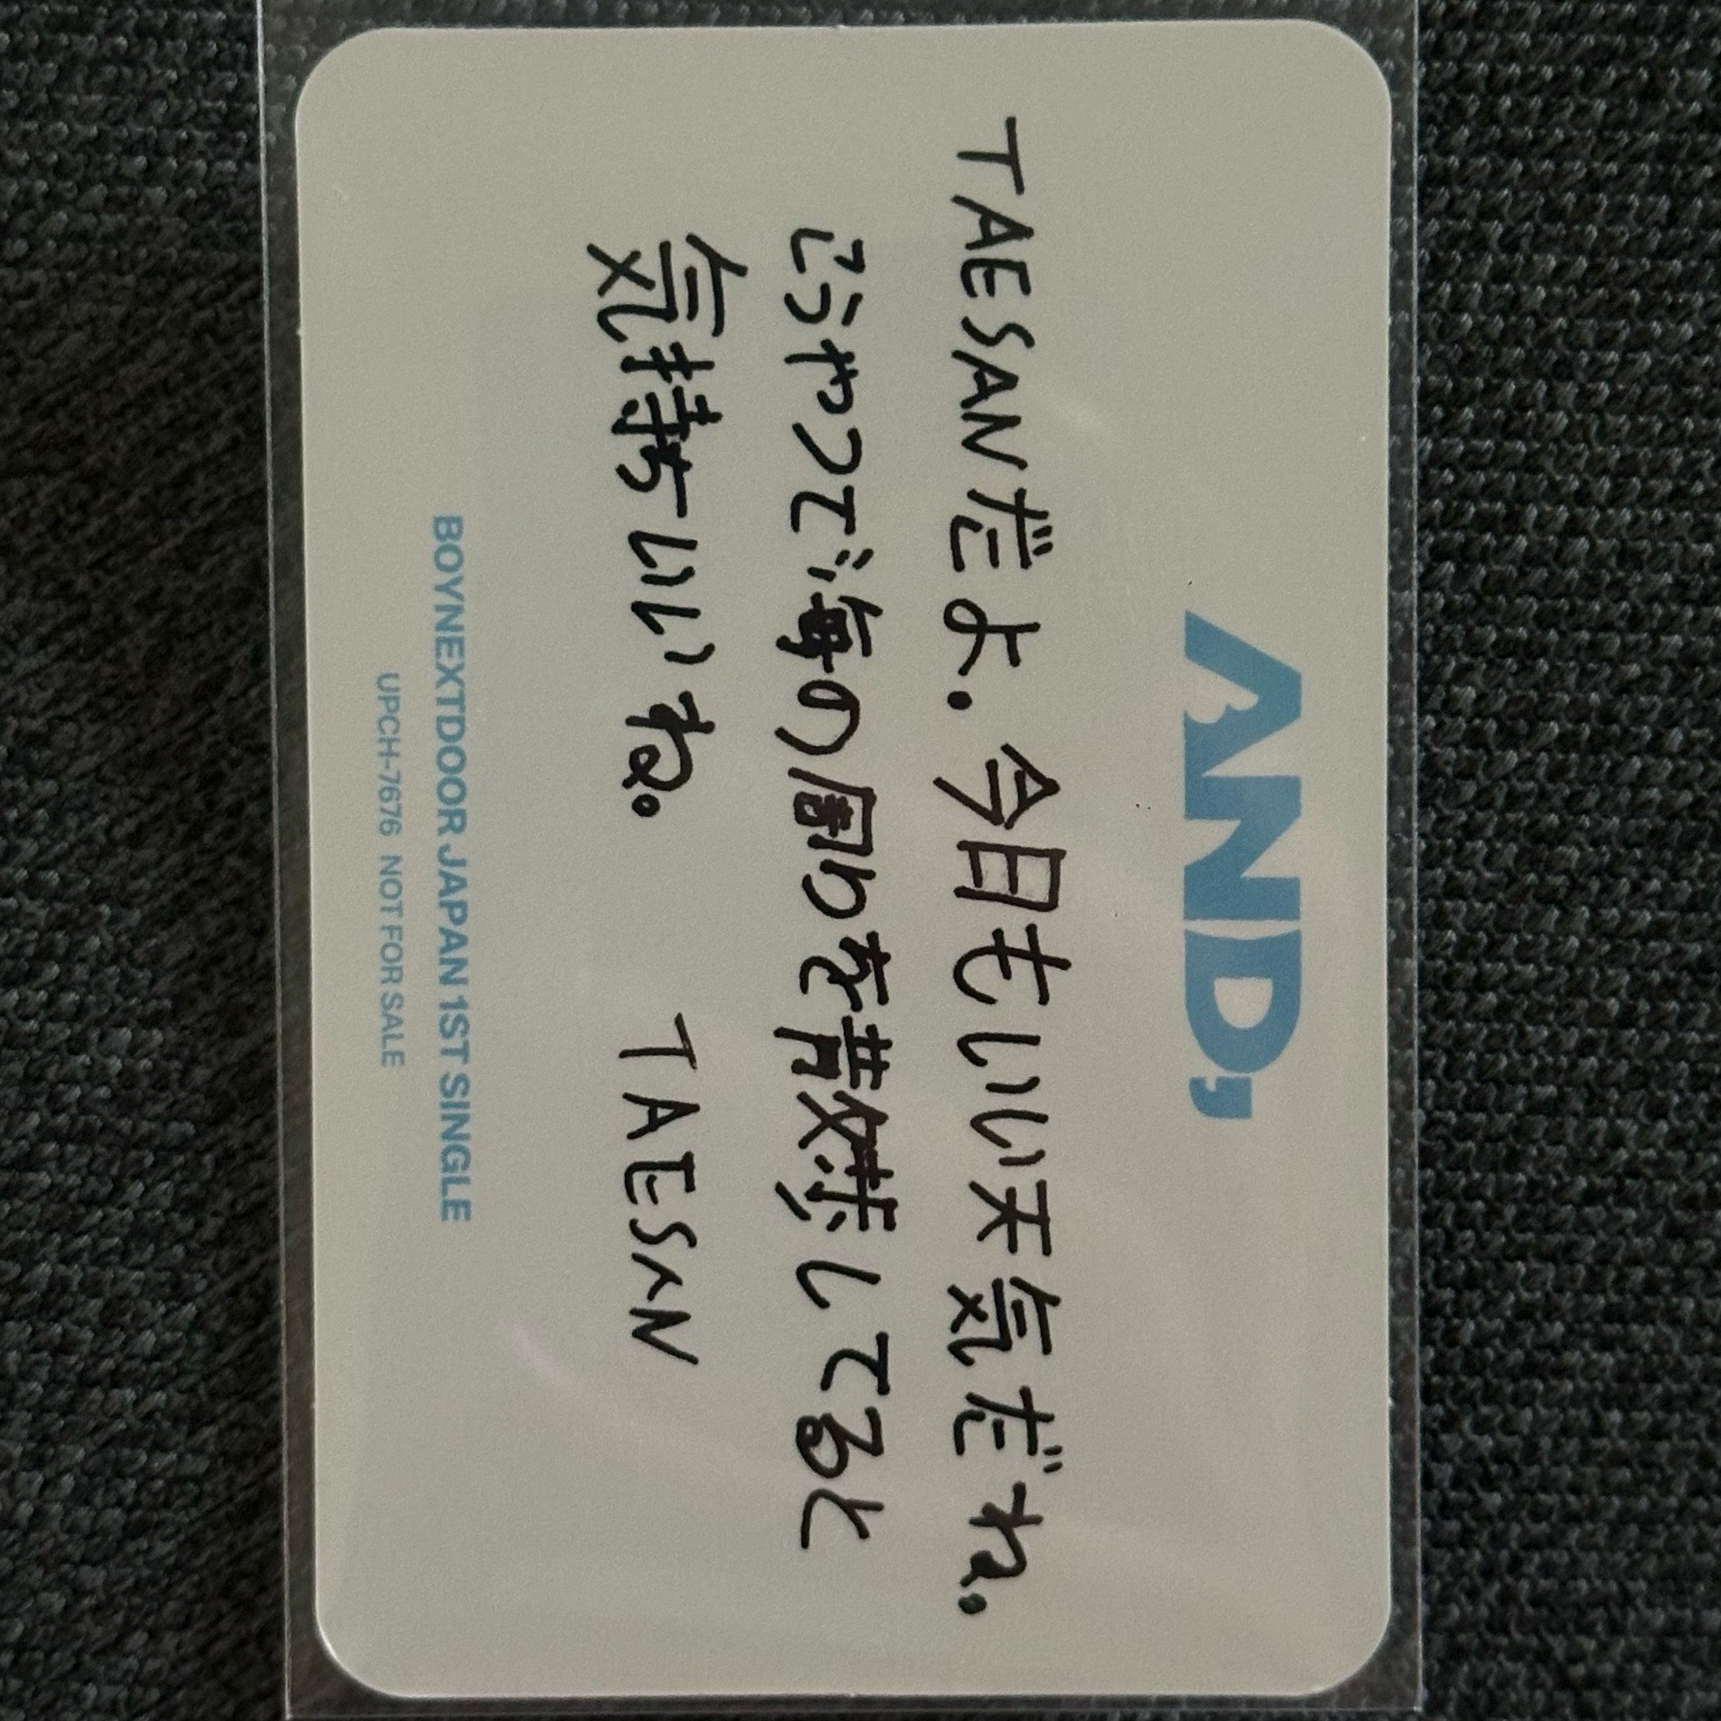 AND,
TAESANだよ. 今日もいい天気だね.
こうやって海の周りを散歩してると
気持ちいいね. TAESAN
BOYNEXTDOOR JAPAN 1ST SINGLE
UPCH-7676 NOT FOR SALE